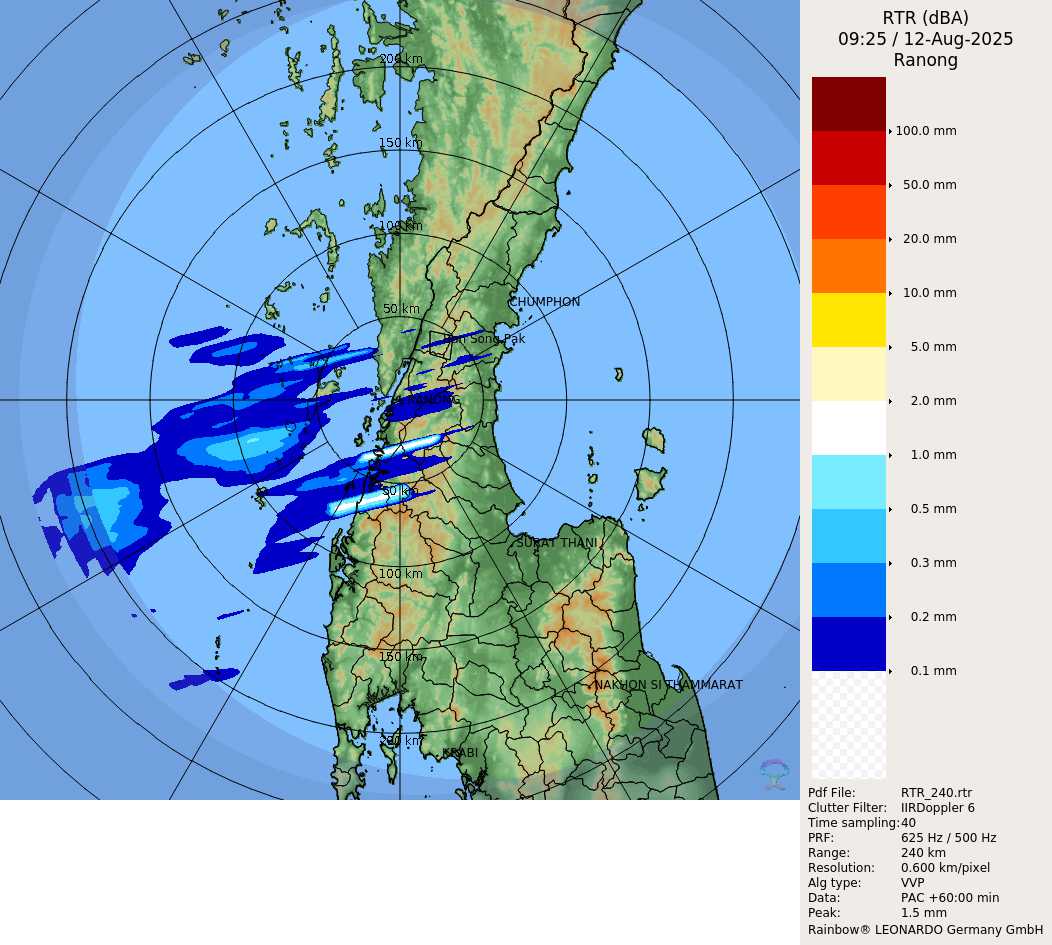 RTR (dBA)
09:25 / 12-Aug-2025
Ranong
200 km
150 km
100 km
50 km
CHUMPHON
Ban Song Pak
RANONG
50 km
SURAT THANI
100 km
150 km
NAKHON SI THAMMARAT
200 km
KRABI
100.0 mm
50.0 mm
20.0 mm
10.0 mm
5.0 mm
2.0 mm
1.0 mm
0.5 mm
0.3 mm
0.2 mm
0.1 mm
Pdf File: RTR_240.rtr
Clutter Filter: IIRDoppler 6
Time sampling:40
PRF: 625 Hz / 500 Hz
Range: 240 km
Resolution: 0.600 km/pixel
Alg type: VVP
Data: PAC +60:00 min
Peak: 1.5 mm
Rainbow® LEONARDO Germany GmbH